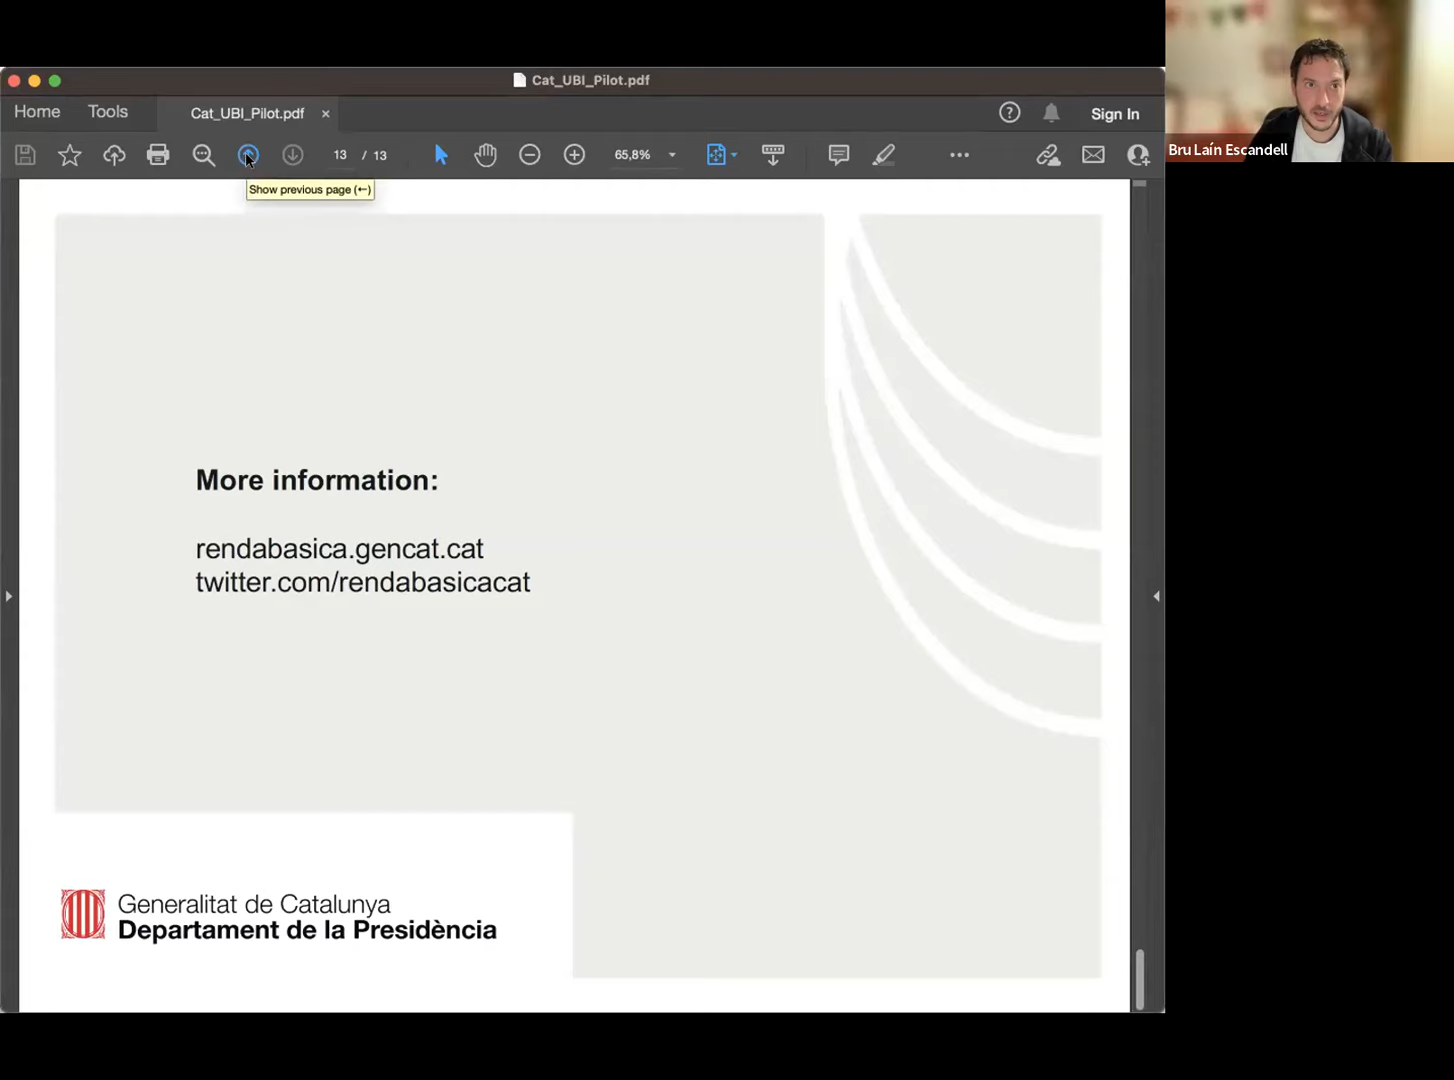 Cat_UBI_Pilot.pdf
Home
Tools
Cat_UBI_Pilot.pdf
Sign In
13 / 13
65,8%
Show previous page (←)
Bru Laín Escandell
More information:
rendabasica.gencat.cat
twitter.com/rendabasicacat
Generalitat de Catalunya
Departament de la Presidència